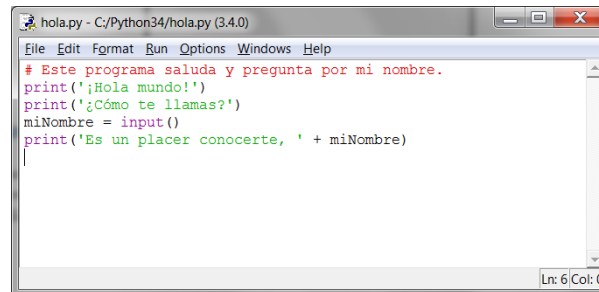 hola.py - C:/Python34/hola.py (3.4.0)
File Edit Format Run Options Windows Help
# Este programa saluda y pregunta por mi nombre.
print('¡Hola mundo!')
print('¿Cómo te llamas?')
miNombre = input()
print('Es un placer conocerte, ' + miNombre)
Ln: 6 Col: